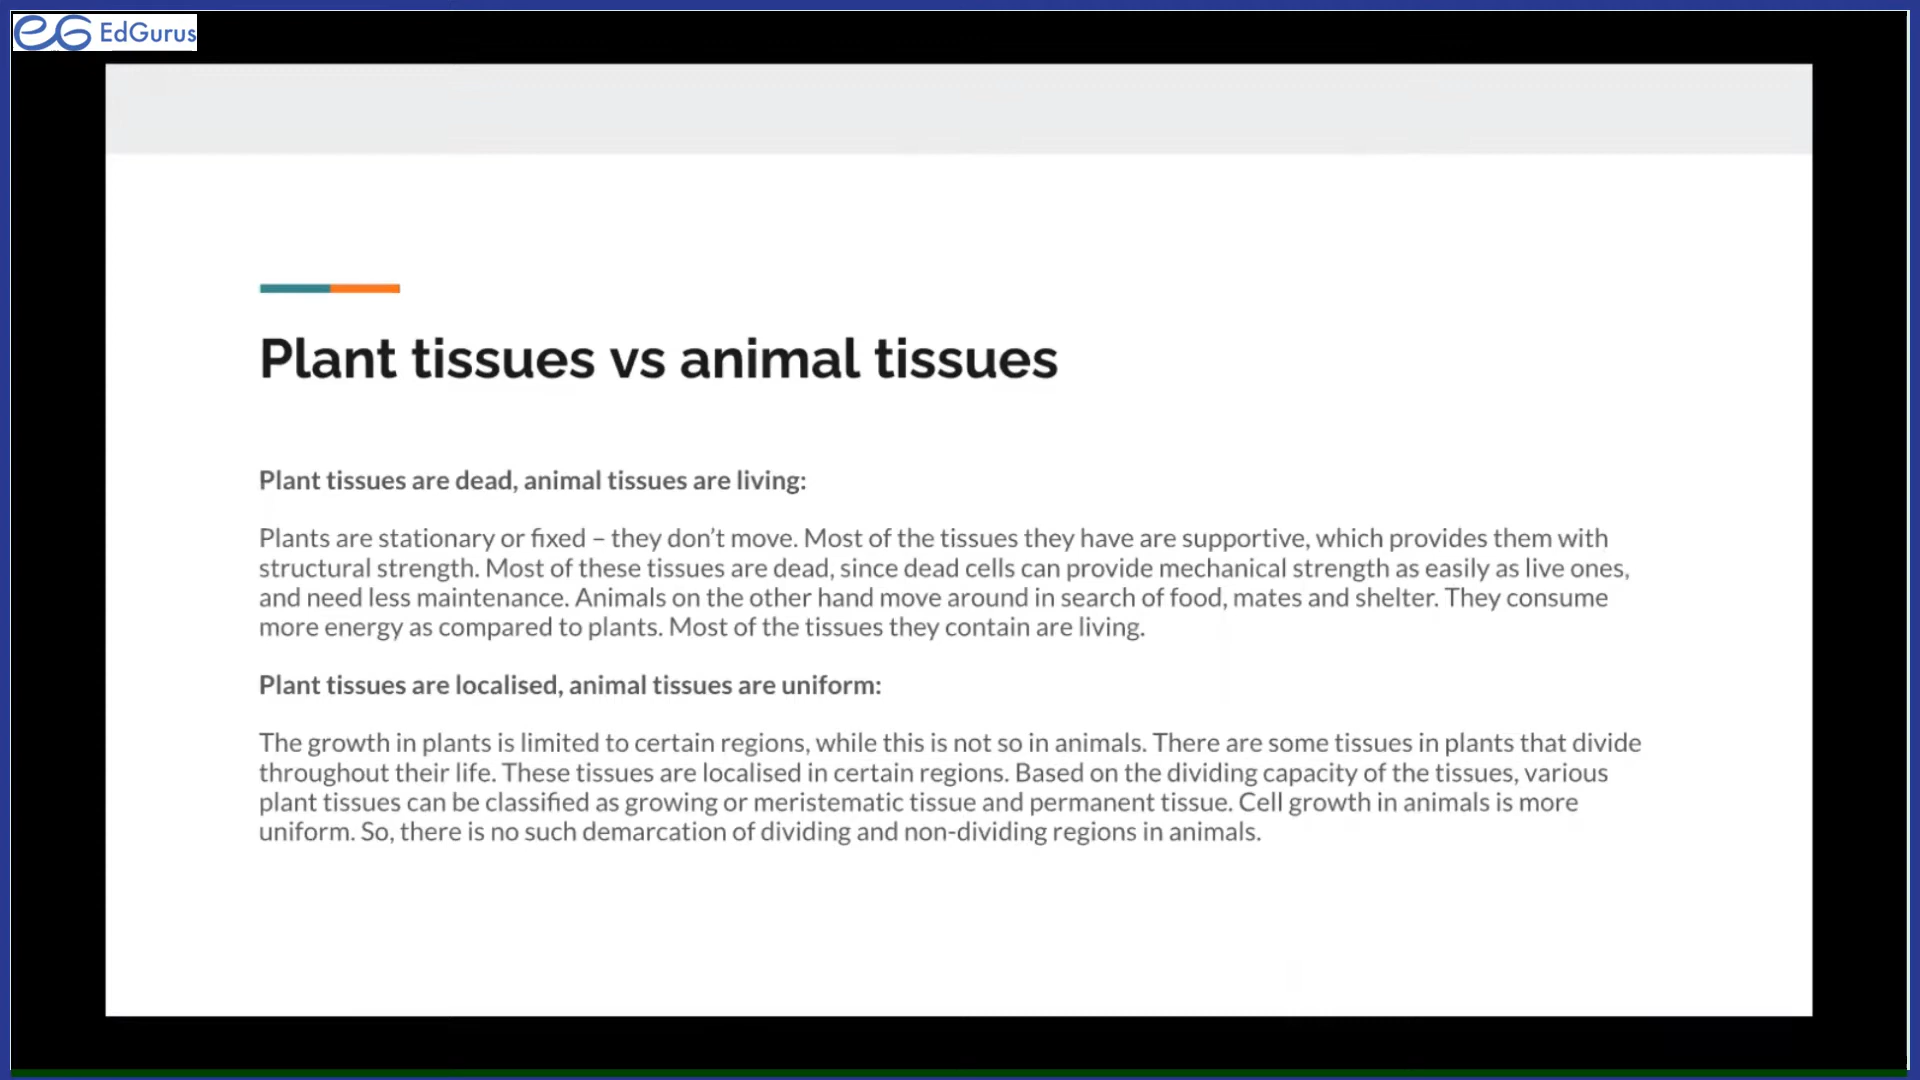 EdGurus
Plant tissues vs animal tissues
Plant tissues are dead, animal tissues are living:
Plants are stationary or fixed – they don’t move. Most of the tissues they have are supportive, which provides them with
structural strength. Most of these tissues are dead, since dead cells can provide mechanical strength as easily as live ones,
and need less maintenance. Animals on the other hand move around in search of food, mates and shelter. They consume
more energy as compared to plants. Most of the tissues they contain are living.
Plant tissues are localised, animal tissues are uniform:
The growth in plants is limited to certain regions, while this is not so in animals. There are some tissues in plants that divide
throughout their life. These tissues are localised in certain regions. Based on the dividing capacity of the tissues, various
plant tissues can be classified as growing or meristematic tissue and permanent tissue. Cell growth in animals is more
uniform. So, there is no such demarcation of dividing and non-dividing regions in animals.